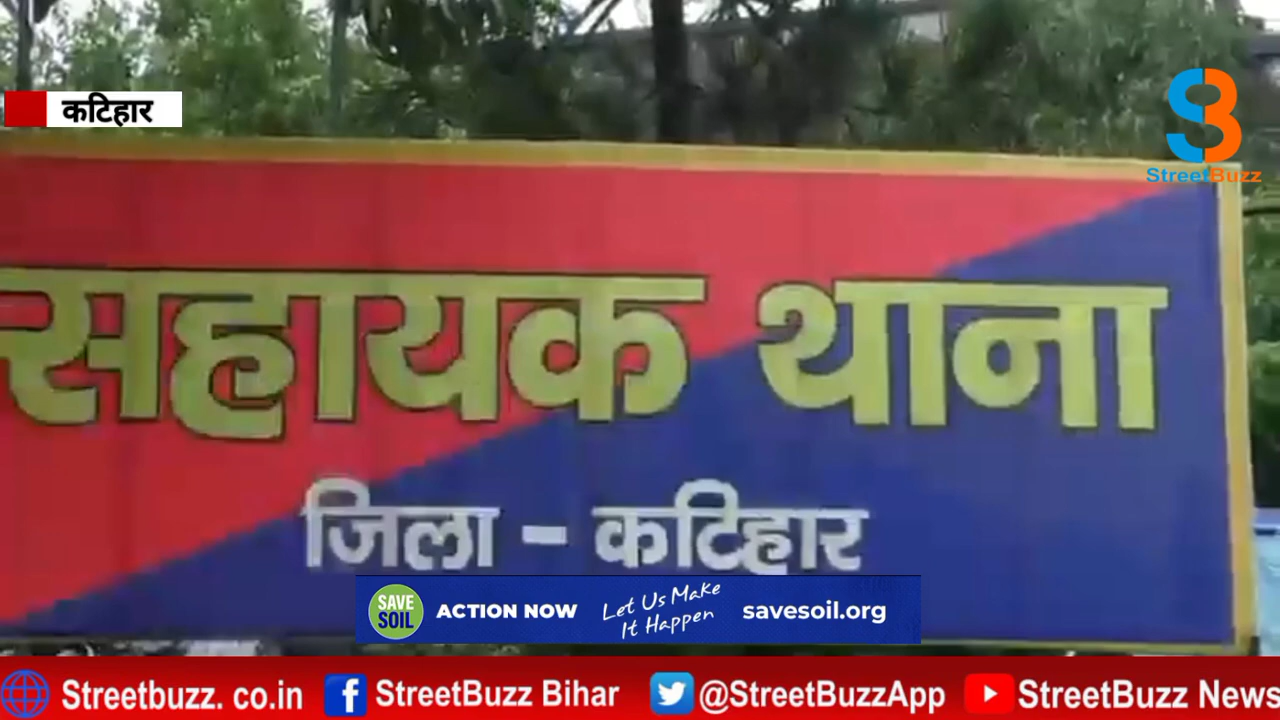 कटिहार
StreetBuzz
सहायक थाना
जिला - कटिहार
SAVE
SOIL
ACTION NOW
Let Us Make
It Happen
savesoil.org
Streetbuzz. co.in
StreetBuzz Bihar
@StreetBuzzApp
StreetBuzz News